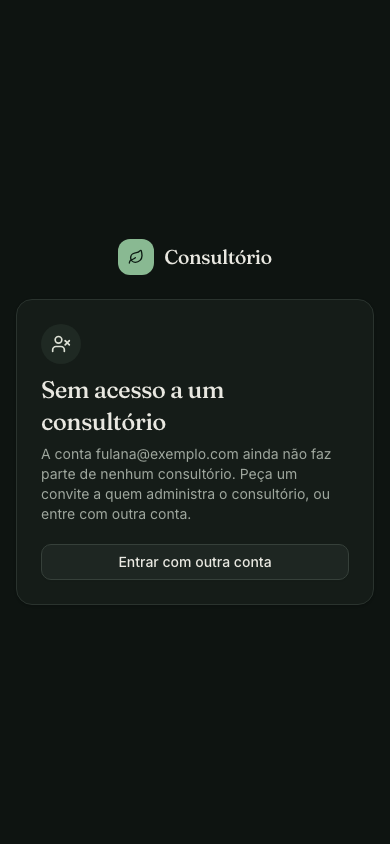 Consultório
Sem acesso a um
consultório
A conta fulana@exemplo.com ainda não faz
parte de nenhum consultório. Peça um
convite a quem administra o consultório, ou
entre com outra conta.
Entrar com outra conta